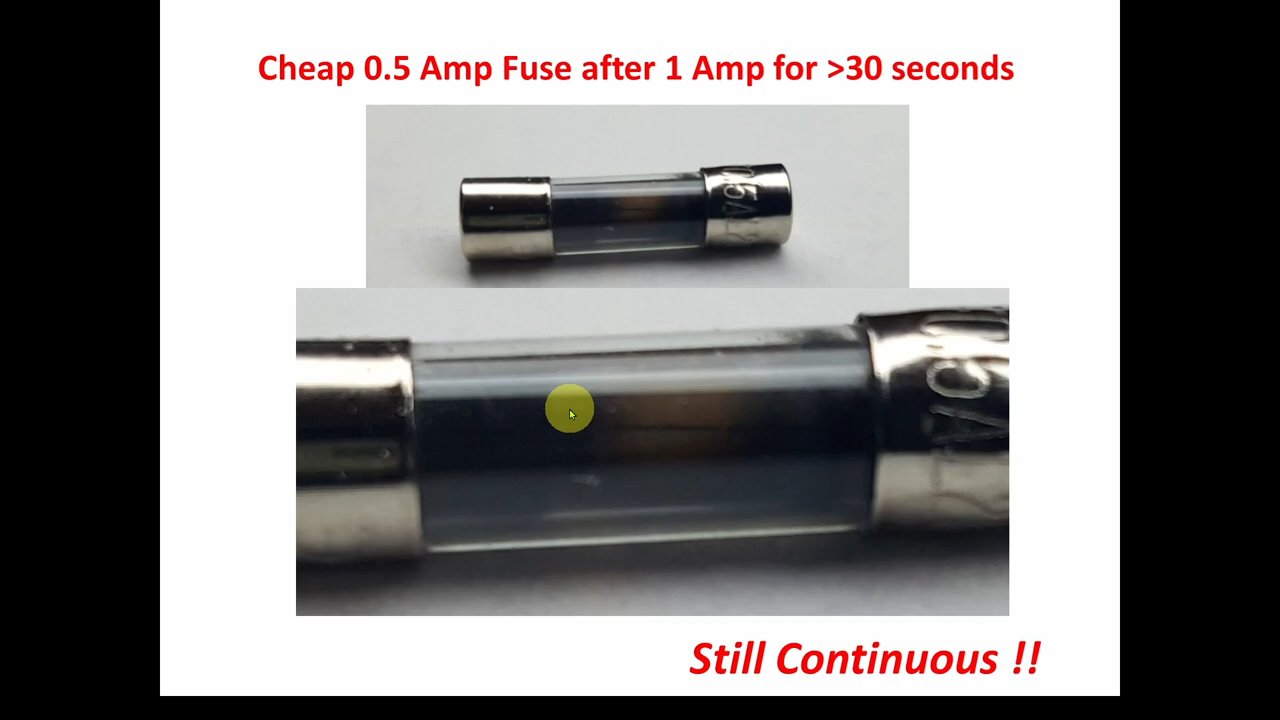 Cheap 0.5 Amp Fuse after 1 Amp for >30 seconds
Still Continuous !!